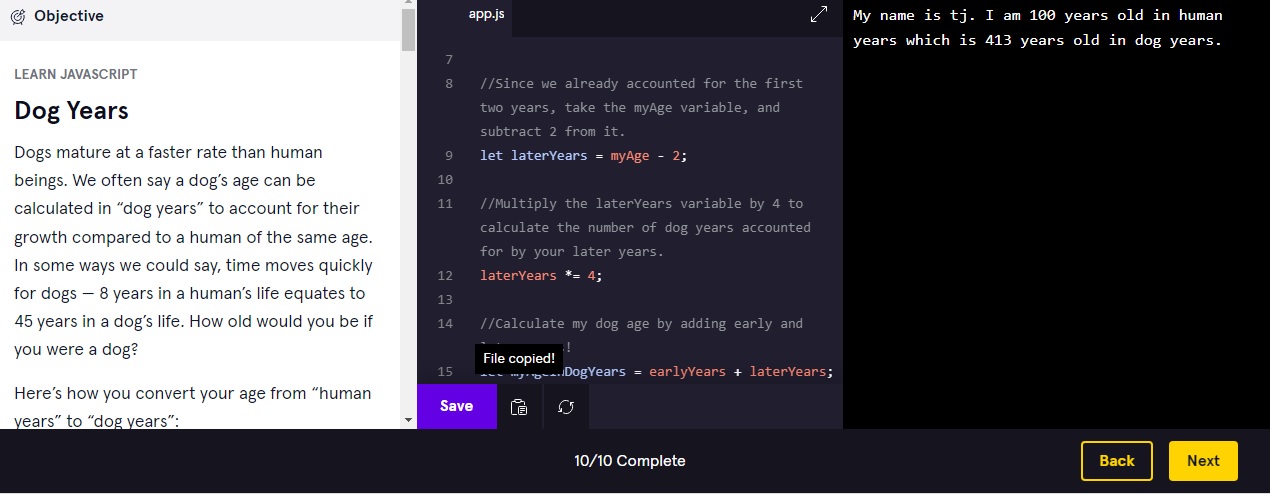 Objective
LEARN JAVASCRIPT
Dog Years
Dogs mature at a faster rate than human
beings. We often say a dog's age can be
calculated in “dog years” to account for their
growth compared to a human of the same age.
In some ways we could say, time moves quickly
for dogs — 8 years in a human's life equates to
45 years in a dog's life. How old would you be if
you were a dog?
Here's how you convert your age from “human
years” to “dog years”:
app.js
7
8 //Since we already accounted for the first
two years, take the myAge variable, and
subtract 2 from it.
9 let laterYears = myAge - 2;
10
11 //Multiply the laterYears variable by 4 to
calculate the number of dog years accounted
for by your later years.
12 laterYears *= 4;
13
14 //Calculate my dog age by adding early and
!
File copied!
15 let myAgeInDogYears = earlyYears + laterYears;
Save
My name is tj. I am 100 years old in human
years which is 413 years old in dog years.
10/10 Complete
Back
Next